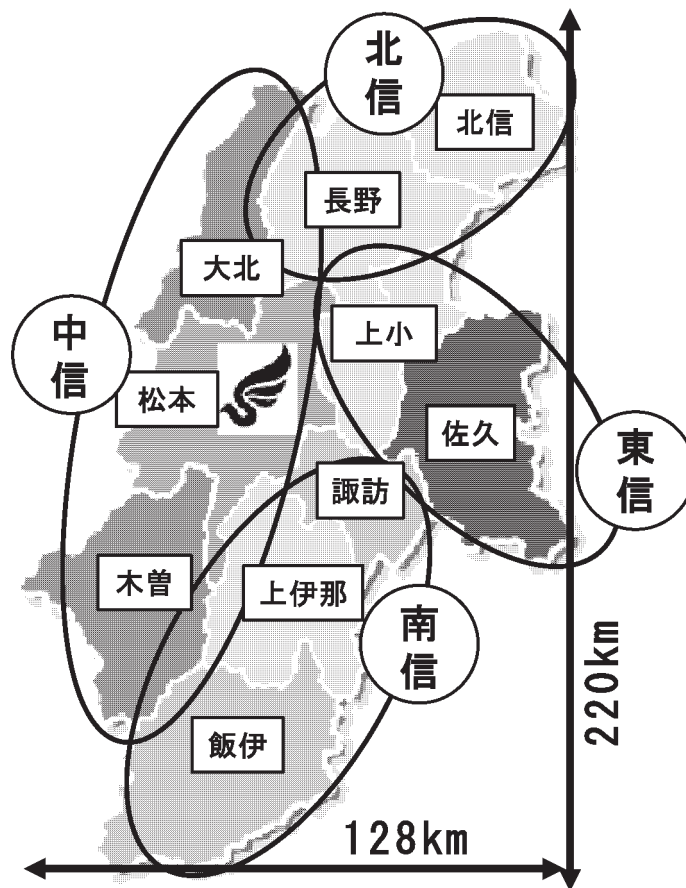 北
信
北信
長野
大北
上小
中
信
松本
佐久
東
信
諏訪
木曽
上伊那
南
信
飯伊
220km
128km